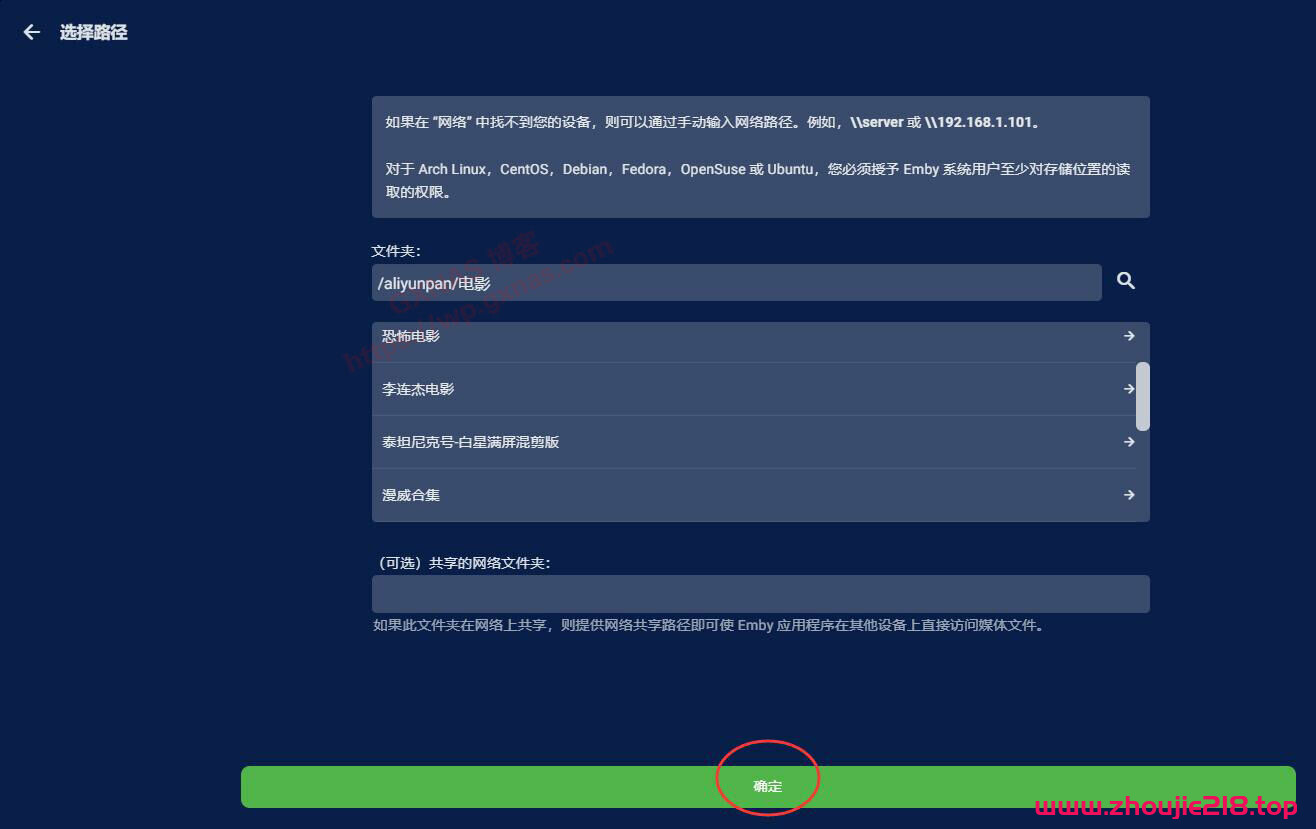 选择路径
如果在 “网络” 中找不到您的设备，则可以通过手动输入网络路径。例如，\\server 或 \\192.168.1.101。
对于 Arch Linux，CentOS，Debian，Fedora，OpenSuse 或 Ubuntu，您必须授予 Emby 系统用户至少对存储位置的读
取的权限。
文件夹：
/aliyunpan/电影
恐怖电影
李连杰电影
泰坦尼克号-白星满屏混剪版
漫威合集
（可选）共享的网络文件夹：
如果此文件夹在网络上共享，则提供网络共享路径即可使 Emby 应用程序在其他设备上直接访问媒体文件。
确定
www.zhoujie218.top